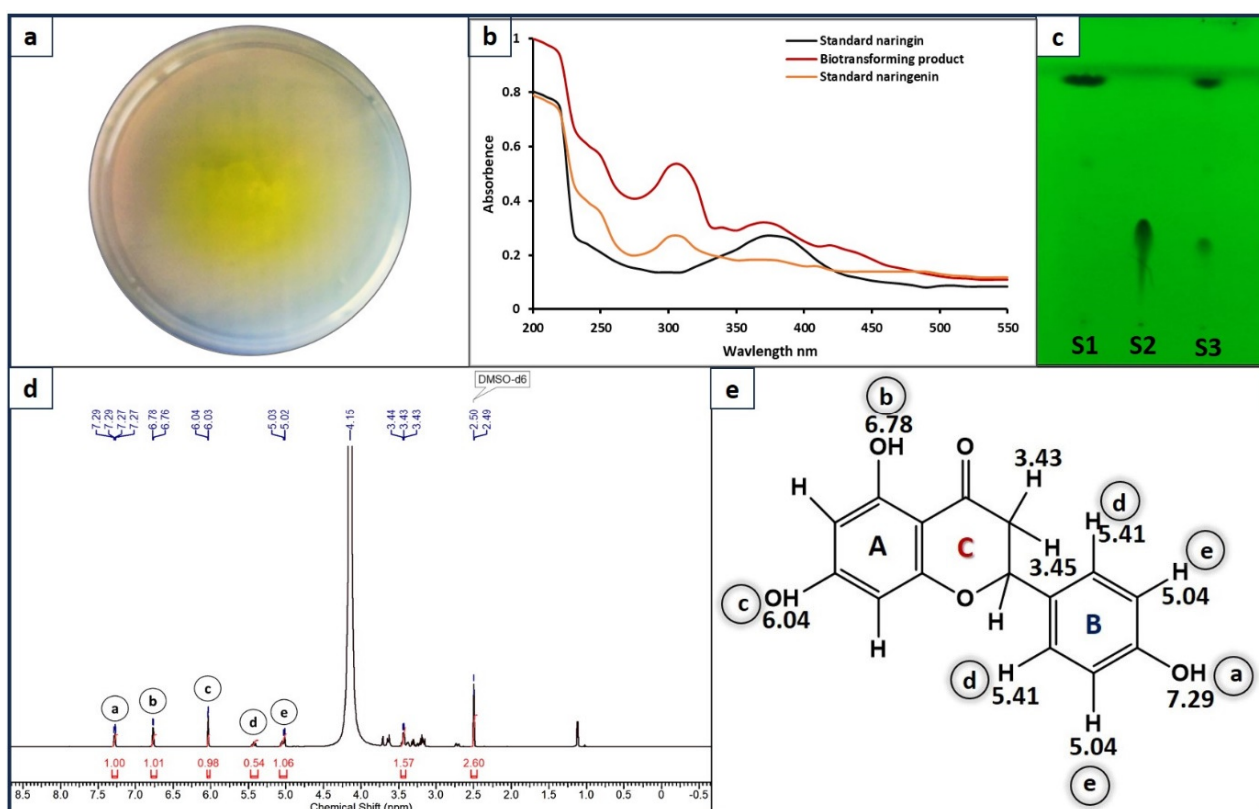 a
b
1
0.8
0.6
0.4
0.2
0
Absorbence
Standard naringin
Biotransforming product
Standard naringenin
200 250 300 350 400 450 500 550
Wavlength nm
c
S1 S2 S3
d
DMSO-d6
7.29
7.29
7.27
7.27
6.78
6.76
6.04
6.03
5.03
5.02
4.15
3.44
3.43
3.43
2.50
2.49
a b c d e
1.00 1.01 0.98 0.54 1.06 1.57 2.60
8.5 8.0 7.5 7.0 6.5 6.0 5.5 5.0 4.5 4.0 3.5 3.0 2.5 2.0 1.5 1.0 0.5 0 -0.5
Chemical Shift (ppm)
e
b
6.78
OH
O
3.43
H
H
d
H
5.41
A
C
H
3.45
H
e
5.04
c
HO
6.04
O
H
B
H
d
H
5.41
OH
a
7.29
H
5.04
e